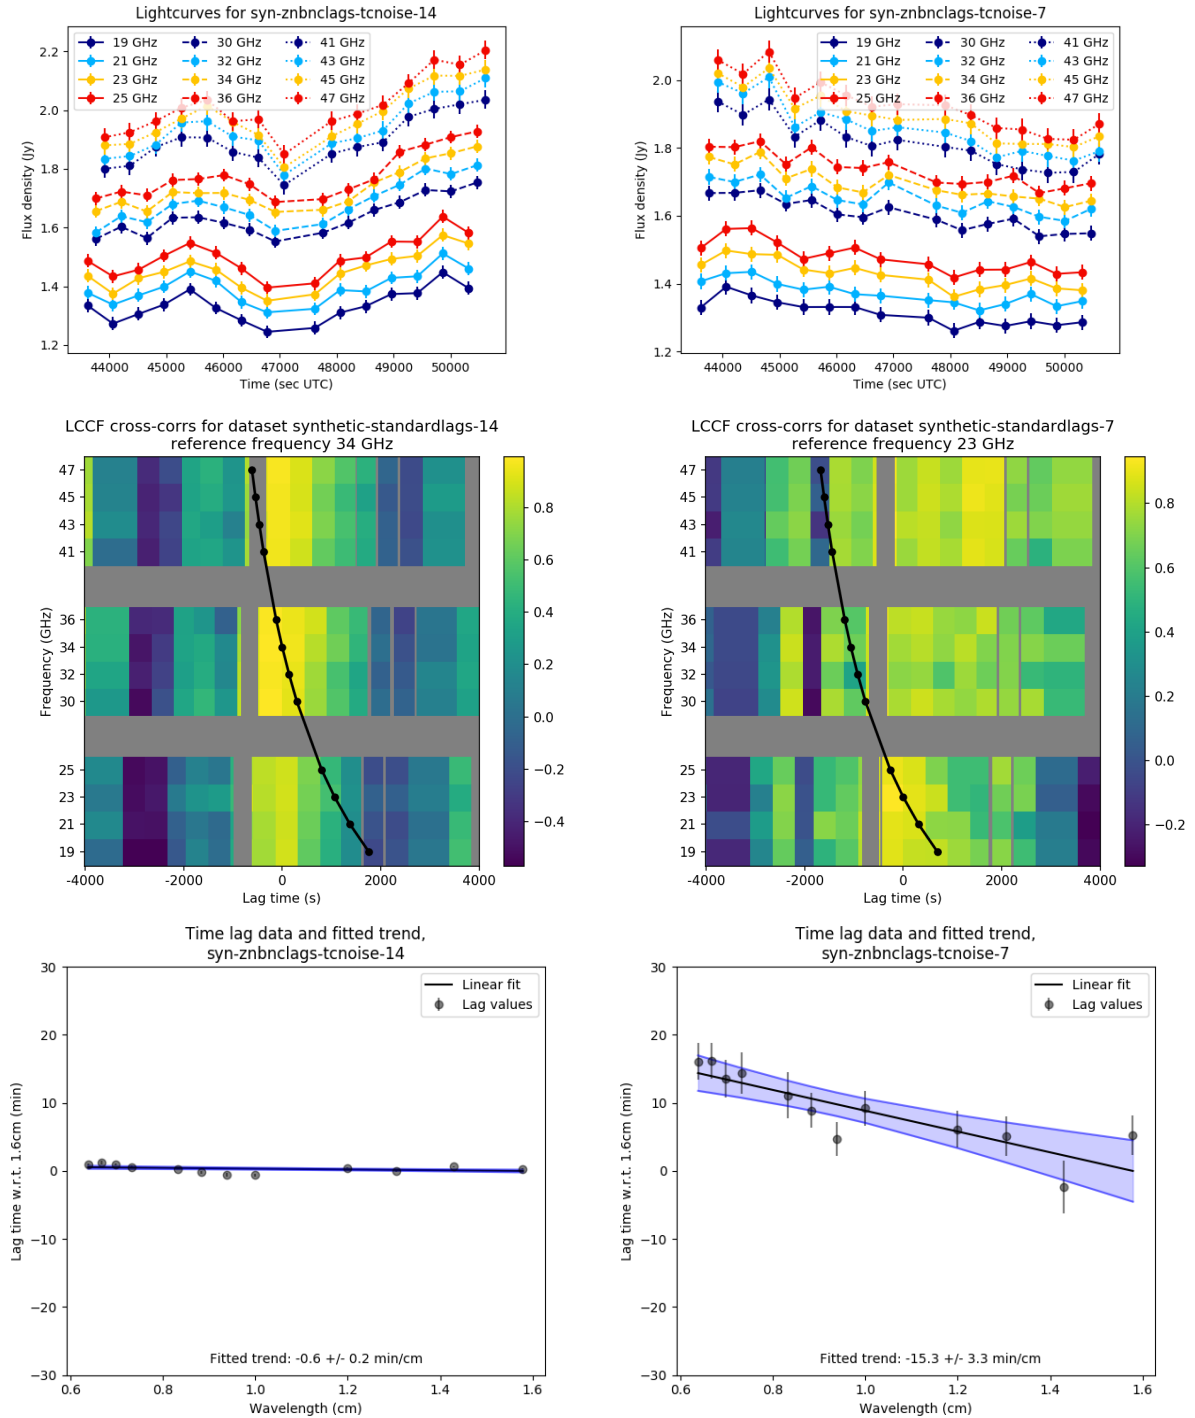 Lightcurves for syn-znbnclags-tcnoise-14
19 GHz 30 GHz 41 GHz
21 GHz 32 GHz 43 GHz
23 GHz 34 GHz 45 GHz
25 GHz 36 GHz 47 GHz
2.2
2.0
1.8
1.6
1.4
1.2
Flux density (Jy)
44000 45000 46000 47000 48000 49000 50000
Time (sec UTC)
Lightcurves for syn-znbnclags-tcnoise-7
19 GHz 30 GHz 41 GHz
21 GHz 32 GHz 43 GHz
23 GHz 34 GHz 45 GHz
25 GHz 36 GHz 47 GHz
2.0
1.8
1.6
1.4
1.2
Flux density (Jy)
44000 45000 46000 47000 48000 49000 50000
Time (sec UTC)
LCCF cross-corrs for dataset synthetic-standardlags-14
reference frequency 34 GHz
47
45
43
41
36
34
32
30
25
23
21
19
Frequency (GHz)
-4000 -2000 0 2000 4000
Lag time (s)
0.8
0.6
0.4
0.2
0.0
−0.2
−0.4
LCCF cross-corrs for dataset synthetic-standardlags-7
reference frequency 23 GHz
47
45
43
41
36
34
32
30
25
23
21
19
Frequency (GHz)
-4000 -2000 0 2000 4000
Lag time (s)
0.8
0.6
0.4
0.2
0.0
−0.2
Time lag data and fitted trend,
syn-znbnclags-tcnoise-14
Linear fit
Lag values
30
20
10
0
−10
−20
−30
Lag time w.r.t. 1.6cm (min)
Fitted trend: -0.6 +/- 0.2 min/cm
0.6 0.8 1.0 1.2 1.4 1.6
Wavelength (cm)
Time lag data and fitted trend,
syn-znbnclags-tcnoise-7
Linear fit
Lag values
30
20
10
0
−10
−20
−30
Lag time w.r.t. 1.6cm (min)
Fitted trend: -15.3 +/- 3.3 min/cm
0.6 0.8 1.0 1.2 1.4 1.6
Wavelength (cm)